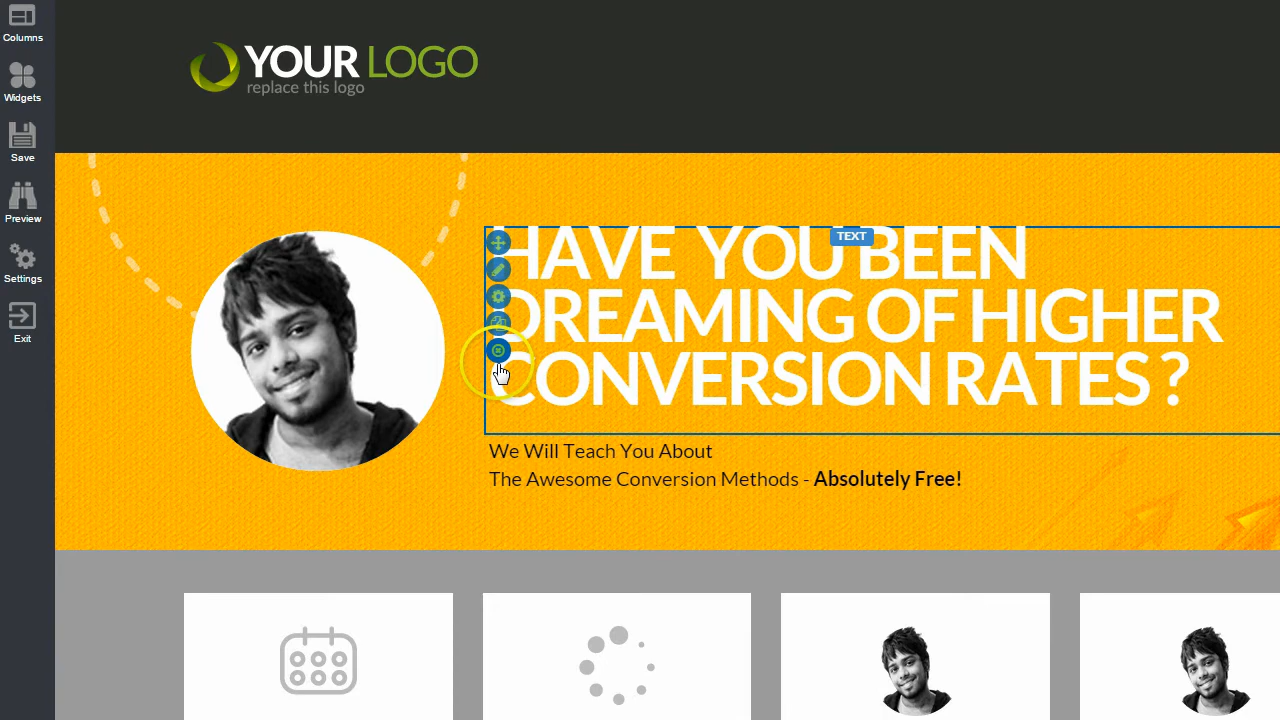 Columns
Widgets
Save
Preview
Settings
Exit
YOUR LOGO
replace this logo
TEXT
HAVE YOU BEEN
DREAMING OF HIGHER
CONVERSION RATES ?
We Will Teach You About
The Awesome Conversion Methods - Absolutely Free!